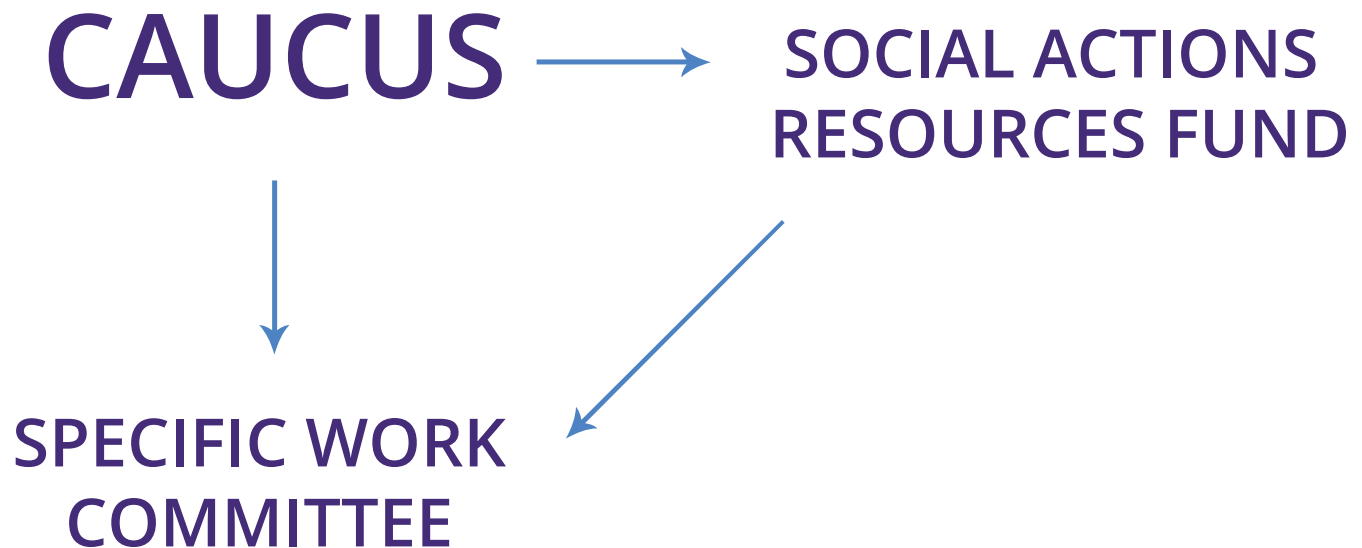 CAUCUS
SOCIAL ACTIONS
RESOURCES FUND
SPECIFIC WORK
COMMITTEE